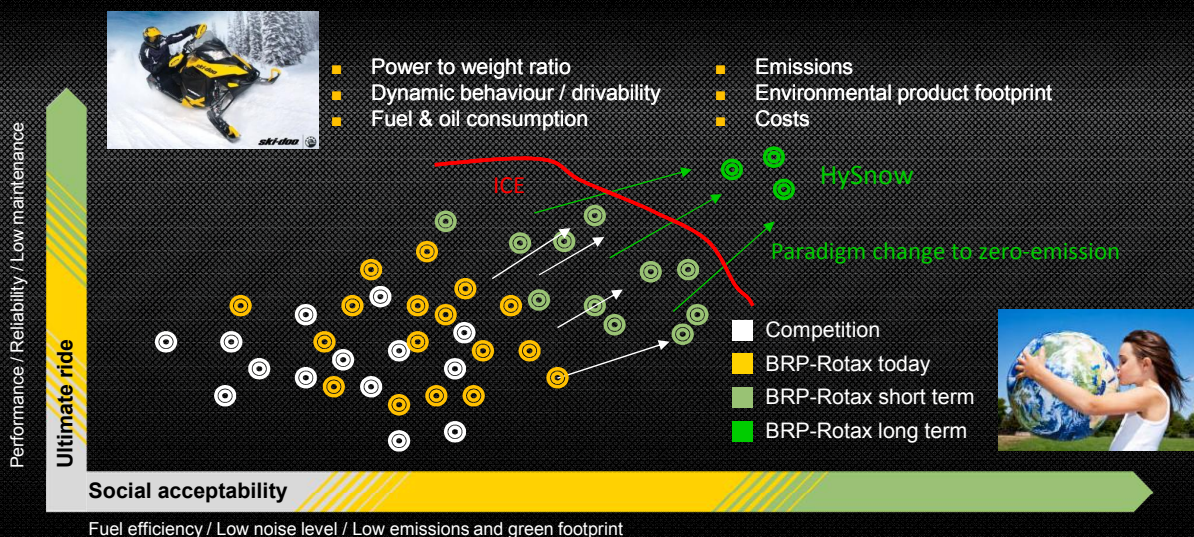 Power to weight ratio
Dynamic behaviour / drivability
Fuel & oil consumption
Emissions
Environmental product footprint
Costs
ski-doo
Performance / Reliability / Low maintenance
Ultimate ride
ICE
HySnow
Paradigm change to zero-emission
Competition
BRP-Rotax today
BRP-Rotax short term
BRP-Rotax long term
Social acceptability
Fuel efficiency / Low noise level / Low emissions and green footprint